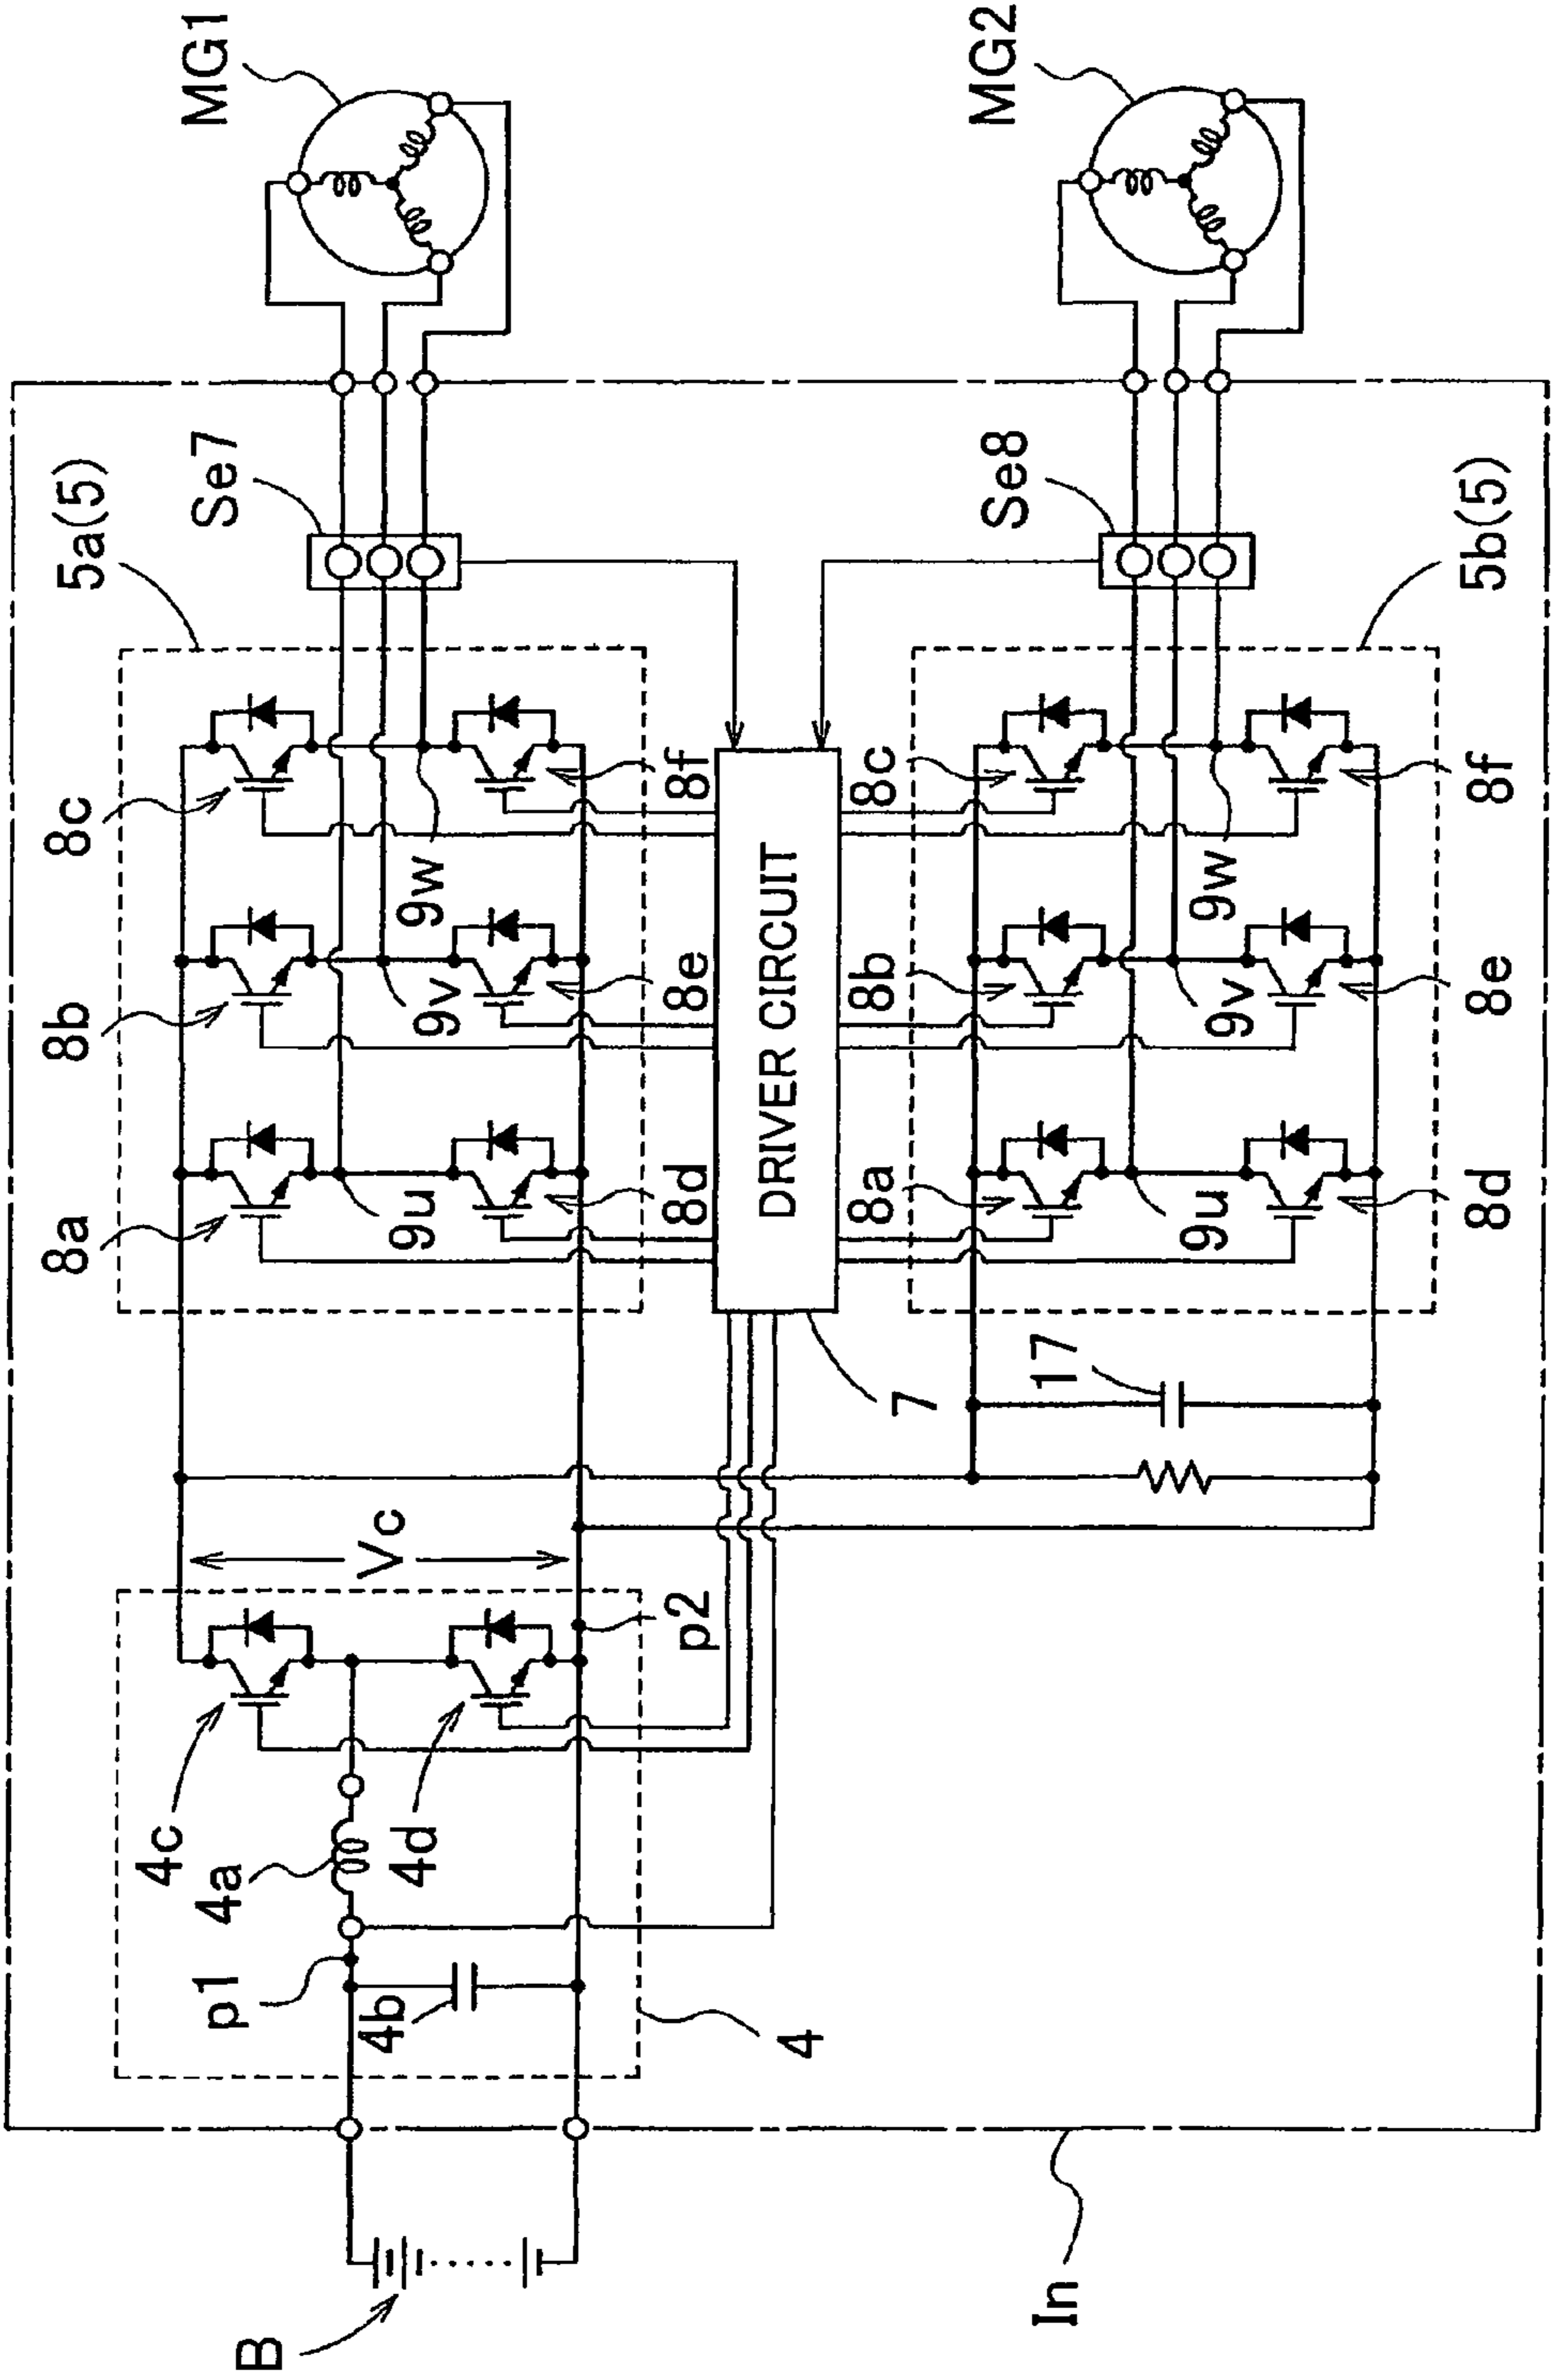 MG1
MG2
5a(5)
Se7
Se8
5b(5)
8c
9w
8f
8c
9w
8f
8b
9v
8e
8b
9v
8e
8a
9u
8d
8a
9u
8d
DRIVER CIRCUIT
7
17
Vc
p2
4c
4a
4d
p1
4b
4
In
B